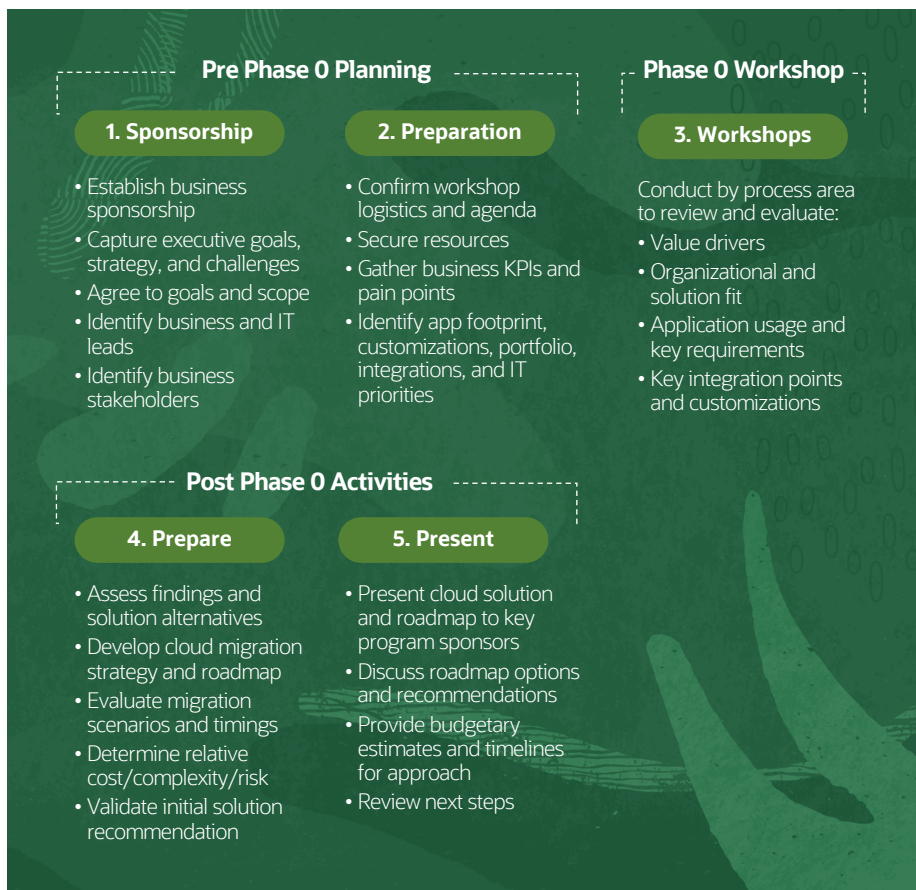 Pre Phase 0 Planning
1. Sponsorship
• Establish business
sponsorship
• Capture executive goals,
strategy, and challenges
• Agree to goals and scope
• Identify business and IT
leads
• Identify business
stakeholders
2. Preparation
• Confirm workshop
logistics and agenda
• Secure resources
• Gather business KPIs and
pain points
• Identify app footprint,
customizations, portfolio,
integrations, and IT
priorities
Phase 0 Workshop
3. Workshops
Conduct by process area
to review and evaluate:
• Value drivers
• Organizational and
solution fit
• Application usage and
key requirements
• Key integration points
and customizations
Post Phase 0 Activities
4. Prepare
• Assess findings and
solution alternatives
• Develop cloud migration
strategy and roadmap
• Evaluate migration
scenarios and timings
• Determine relative
cost/complexity/risk
• Validate initial solution
recommendation
5. Present
• Present cloud solution
and roadmap to key
program sponsors
• Discuss roadmap options
and recommendations
• Provide budgetary
estimates and timelines
for approach
• Review next steps